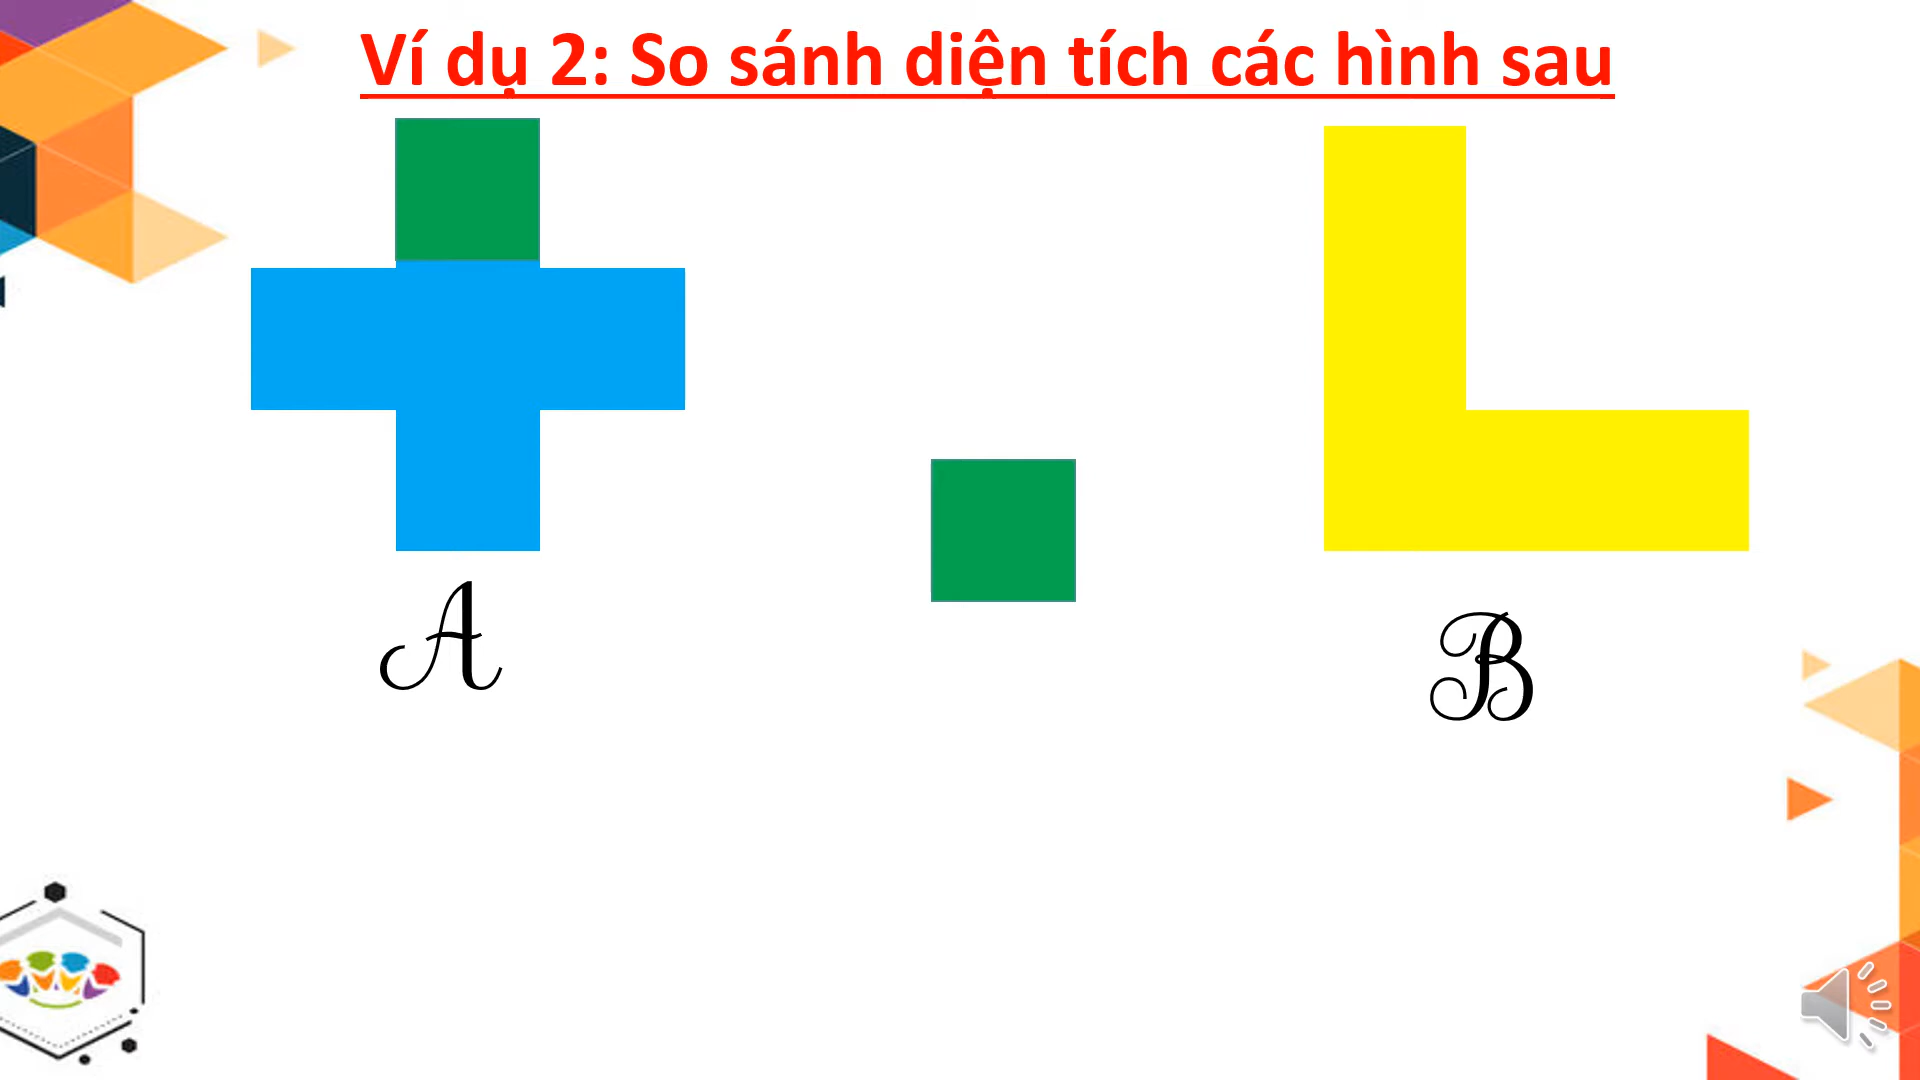 Ví dụ 2: So sánh diện tích các hình sau
A
B